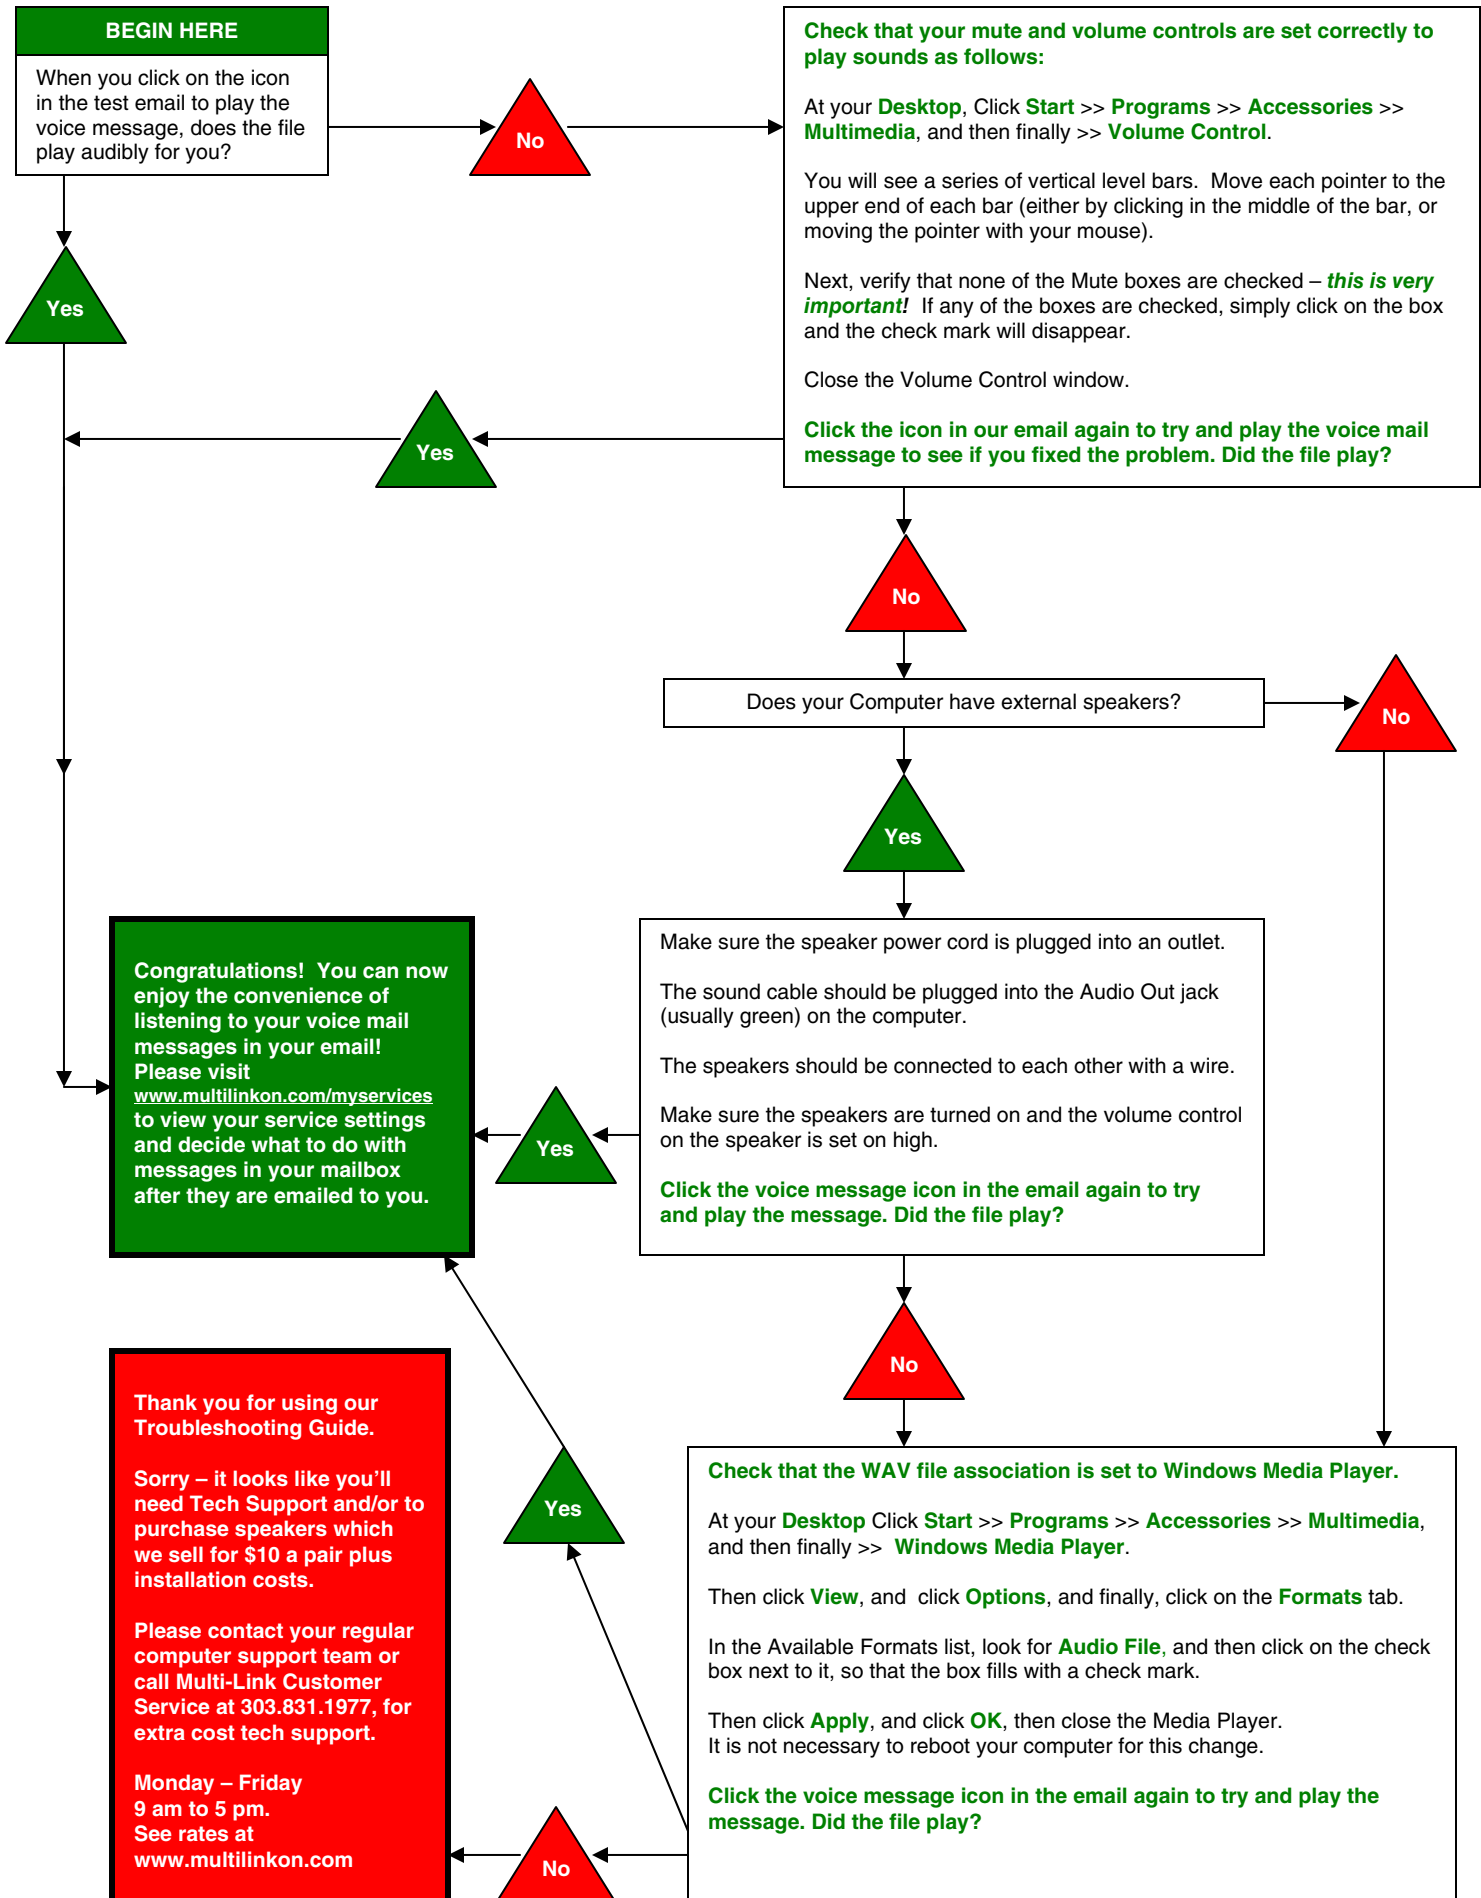 BEGIN HERE
When you click on the icon
in the test email to play the
voice message, does the file
play audibly for you?
No
Yes
Check that your mute and volume controls are set correctly to
play sounds as follows:
At your Desktop, Click Start >> Programs >> Accessories >>
Multimedia, and then finally >> Volume Control.
You will see a series of vertical level bars.  Move each pointer to the
upper end of each bar (either by clicking in the middle of the bar, or
moving the pointer with your mouse).
Next, verify that none of the Mute boxes are checked – this is very
important!  If any of the boxes are checked, simply click on the box
and the check mark will disappear.
Close the Volume Control window.
Click the icon in our email again to try and play the voice mail
message to see if you fixed the problem. Did the file play?
Yes
No
Does your Computer have external speakers?
No
Yes
Make sure the speaker power cord is plugged into an outlet.
The sound cable should be plugged into the Audio Out jack
(usually green) on the computer.
The speakers should be connected to each other with a wire.
Make sure the speakers are turned on and the volume control
on the speaker is set on high.
Click the voice message icon in the email again to try
and play the message. Did the file play?
Yes
Congratulations!  You can now
enjoy the convenience of
listening to your voice mail
messages in your email!
Please visit
www.multilinkon.com/myservices
to view your service settings
and decide what to do with
messages in your mailbox
after they are emailed to you.
No
Check that the WAV file association is set to Windows Media Player.
At your Desktop Click Start >> Programs >> Accessories >> Multimedia,
and then finally >>  Windows Media Player.
Then click View, and  click Options, and finally, click on the Formats tab.
In the Available Formats list, look for Audio File, and then click on the check
box next to it, so that the box fills with a check mark.
Then click Apply, and click OK, then close the Media Player.
It is not necessary to reboot your computer for this change.
Click the voice message icon in the email again to try and play the
message. Did the file play?
Yes
No
Thank you for using our
Troubleshooting Guide.
Sorry – it looks like you'll
need Tech Support and/or to
purchase speakers which
we sell for $10 a pair plus
installation costs.
Please contact your regular
computer support team or
call Multi-Link Customer
Service at 303.831.1977, for
extra cost tech support.
Monday – Friday
9 am to 5 pm.
See rates at
www.multilinkon.com